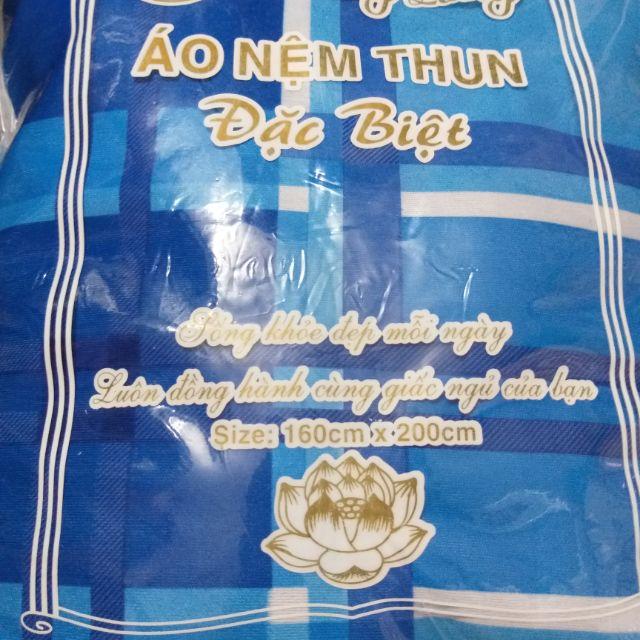 ÁO NỆM THUN
Đặc Biệt
Sống khỏe đẹp mỗi ngày
Luôn đồng hành cùng giấc ngủ của bạn
Size: 160cm x 200cm